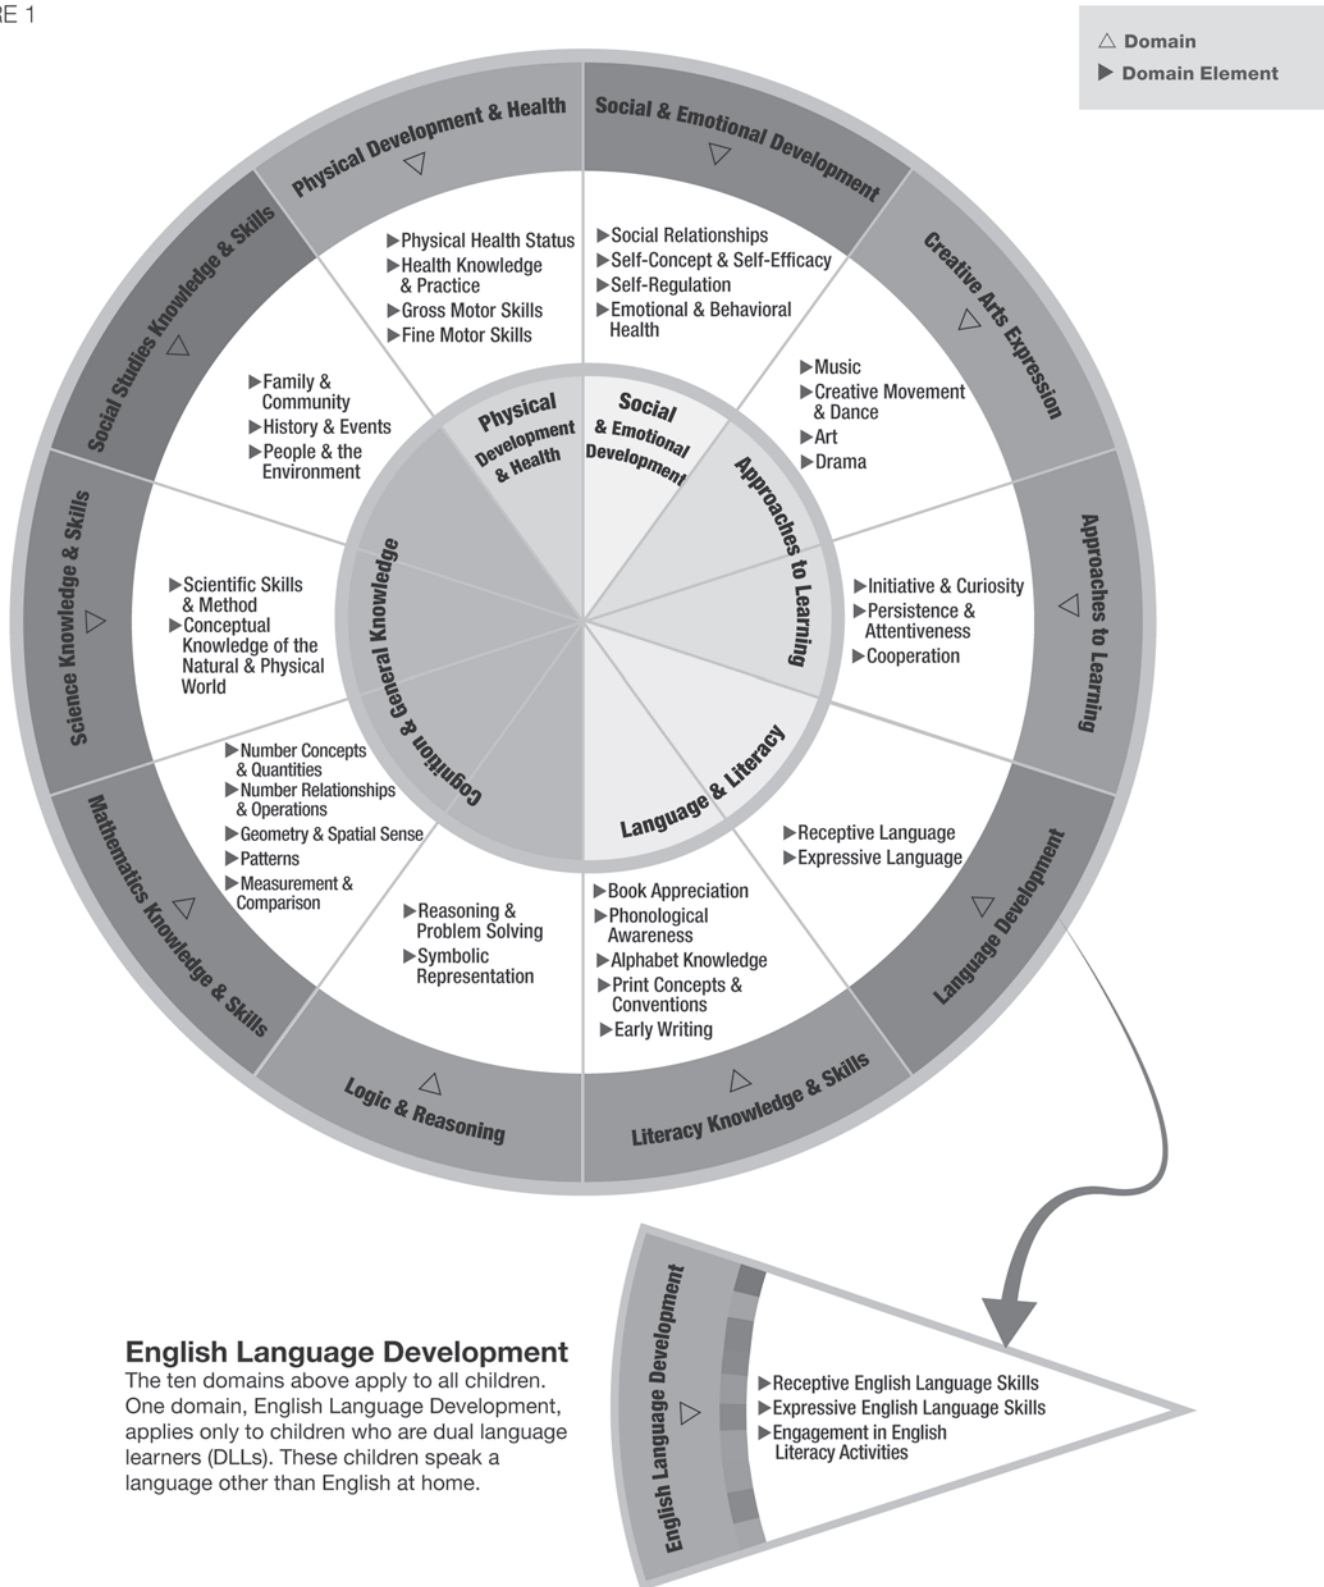 RE 1
△ Domain
▶ Domain Element
Physical Development & Health
▶Physical Health Status
▶Health Knowledge
& Practice
▶Gross Motor Skills
▶Fine Motor Skills
Social & Emotional Development
▶Social Relationships
▶Self-Concept & Self-Efficacy
▶Self-Regulation
▶Emotional & Behavioral
Health
Creative Arts Expression
▶Music
▶Creative Movement
& Dance
▶Art
▶Drama
Approaches to Learning
▶Initiative & Curiosity
▶Persistence &
Attentiveness
▶Cooperation
Language Development
▶Receptive Language
▶Expressive Language
Literacy Knowledge & Skills
▶Book Appreciation
▶Phonological
Awareness
▶Alphabet Knowledge
▶Print Concepts &
Conventions
▶Early Writing
Logic & Reasoning
▶Reasoning &
Problem Solving
▶Symbolic
Representation
Mathematics Knowledge & Skills
▶Number Concepts
& Quantities
▶Number Relationships
& Operations
▶Geometry & Spatial Sense
▶Patterns
▶Measurement &
Comparison
Science Knowledge & Skills
▶Scientific Skills
& Method
▶Conceptual
Knowledge of the
Natural & Physical
World
Social Studies Knowledge & Skills
▶Family &
Community
▶History & Events
▶People & the
Environment
Physical
Development
& Health
Social
& Emotional
Development
Approaches to Learning
Language & Literacy
Cognition & General Knowledge
English Language Development
The ten domains above apply to all children.
One domain, English Language Development,
applies only to children who are dual language
learners (DLLs). These children speak a
language other than English at home.
English Language Development
▶Receptive English Language Skills
▶Expressive English Language Skills
▶Engagement in English
Literacy Activities